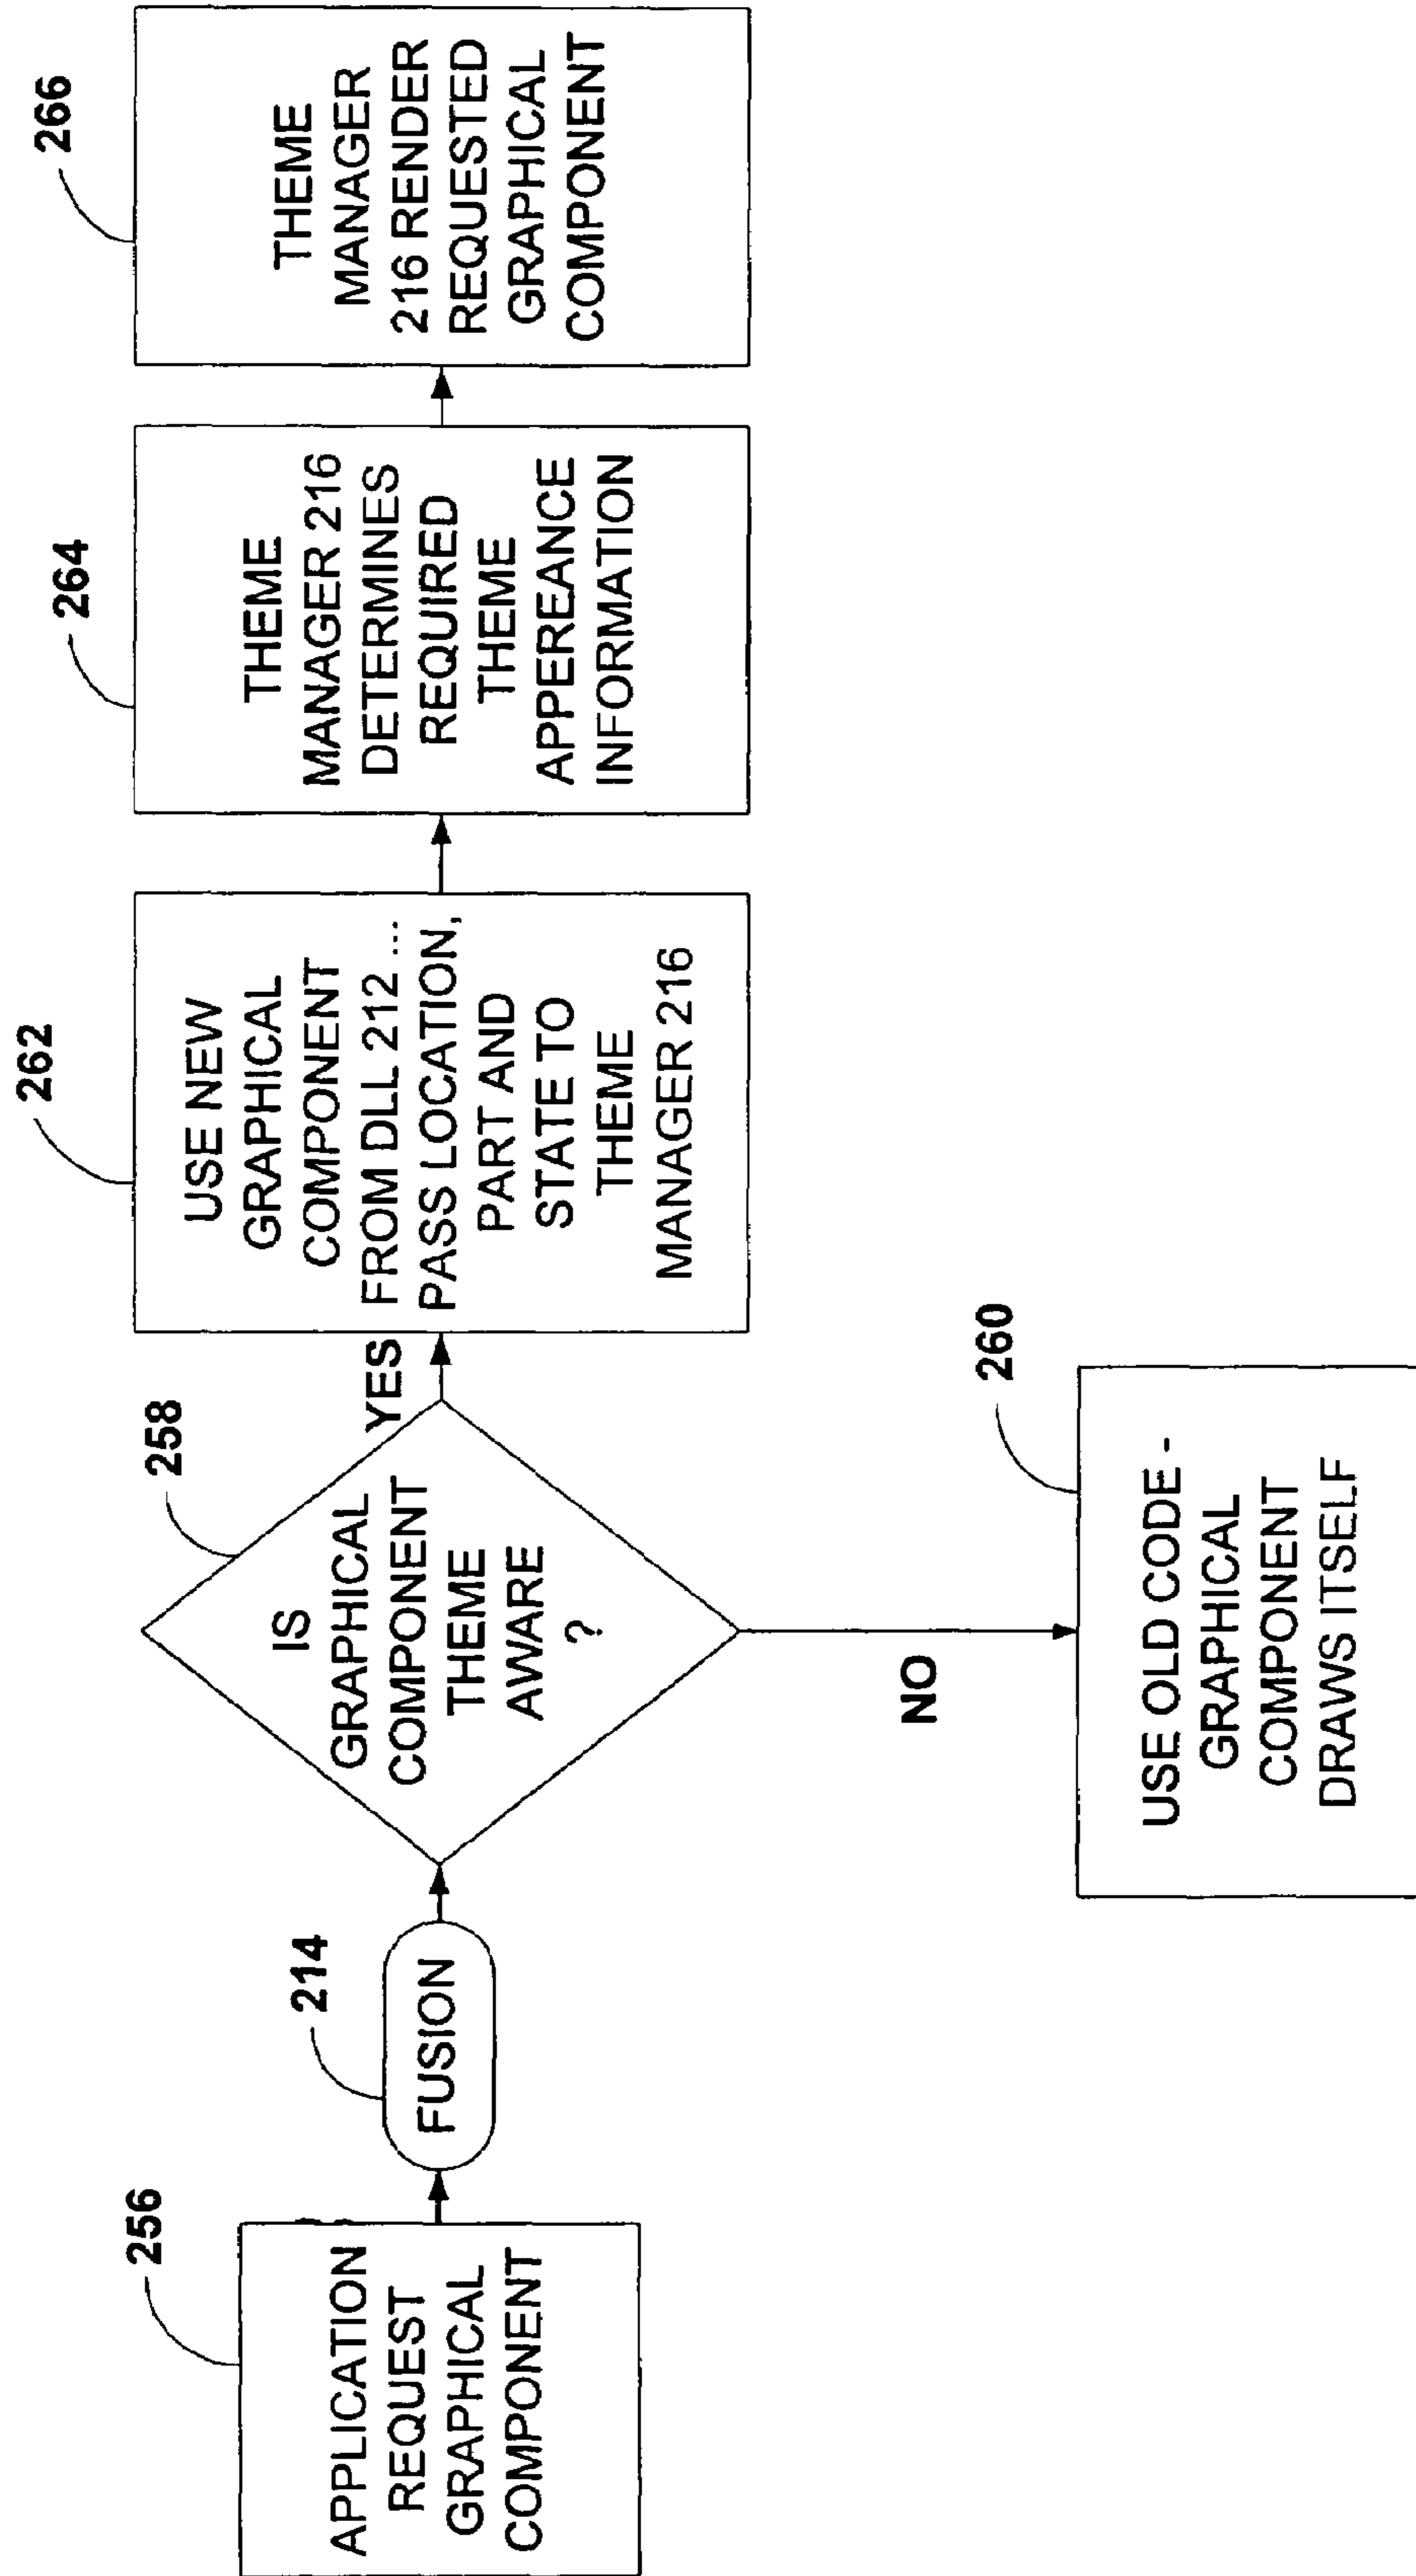 256
APPLICATION
REQUEST
GRAPHICAL
COMPONENT
214
FUSION
258
IS
GRAPHICAL
COMPONENT
THEME
AWARE
?
YES
NO
260
USE OLD CODE -
GRAPHICAL
COMPONENT
DRAWS ITSELF
262
USE NEW
GRAPHICAL
COMPONENT
FROM DLL 212 ...
PASS LOCATION,
PART AND
STATE TO
THEME
MANAGER 216
264
THEME
MANAGER 216
DETERMINES
REQUIRED
THEME
APPEREANCE
INFORMATION
266
THEME
MANAGER
216 RENDER
REQUESTED
GRAPHICAL
COMPONENT